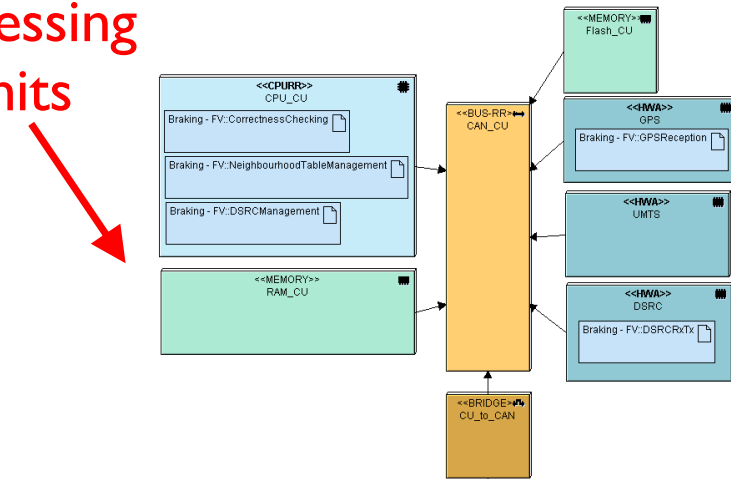 essing
nits
<<CPURR>>
CPU_CU
Braking - FV::CorrectnessChecking
Braking - FV::NeighbourhoodTableManagement
Braking - FV::DSRCManagement
<<MEMORY>>
RAM_CU
<<BUS-RR>>
CAN_CU
<<BRIDGE>>
CU_to_CAN
<<MEMORY>>
Flash_CU
<<HWA>>
GPS
Braking - FV::GPSReception
<<HWA>>
UMTS
<<HWA>>
DSRC
Braking - FV::DSRCRxTx